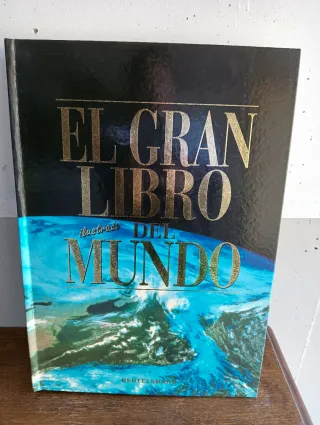 EL GRAN
LIBRO
ilustrado DEL
MUNDO
BERTELSMANN